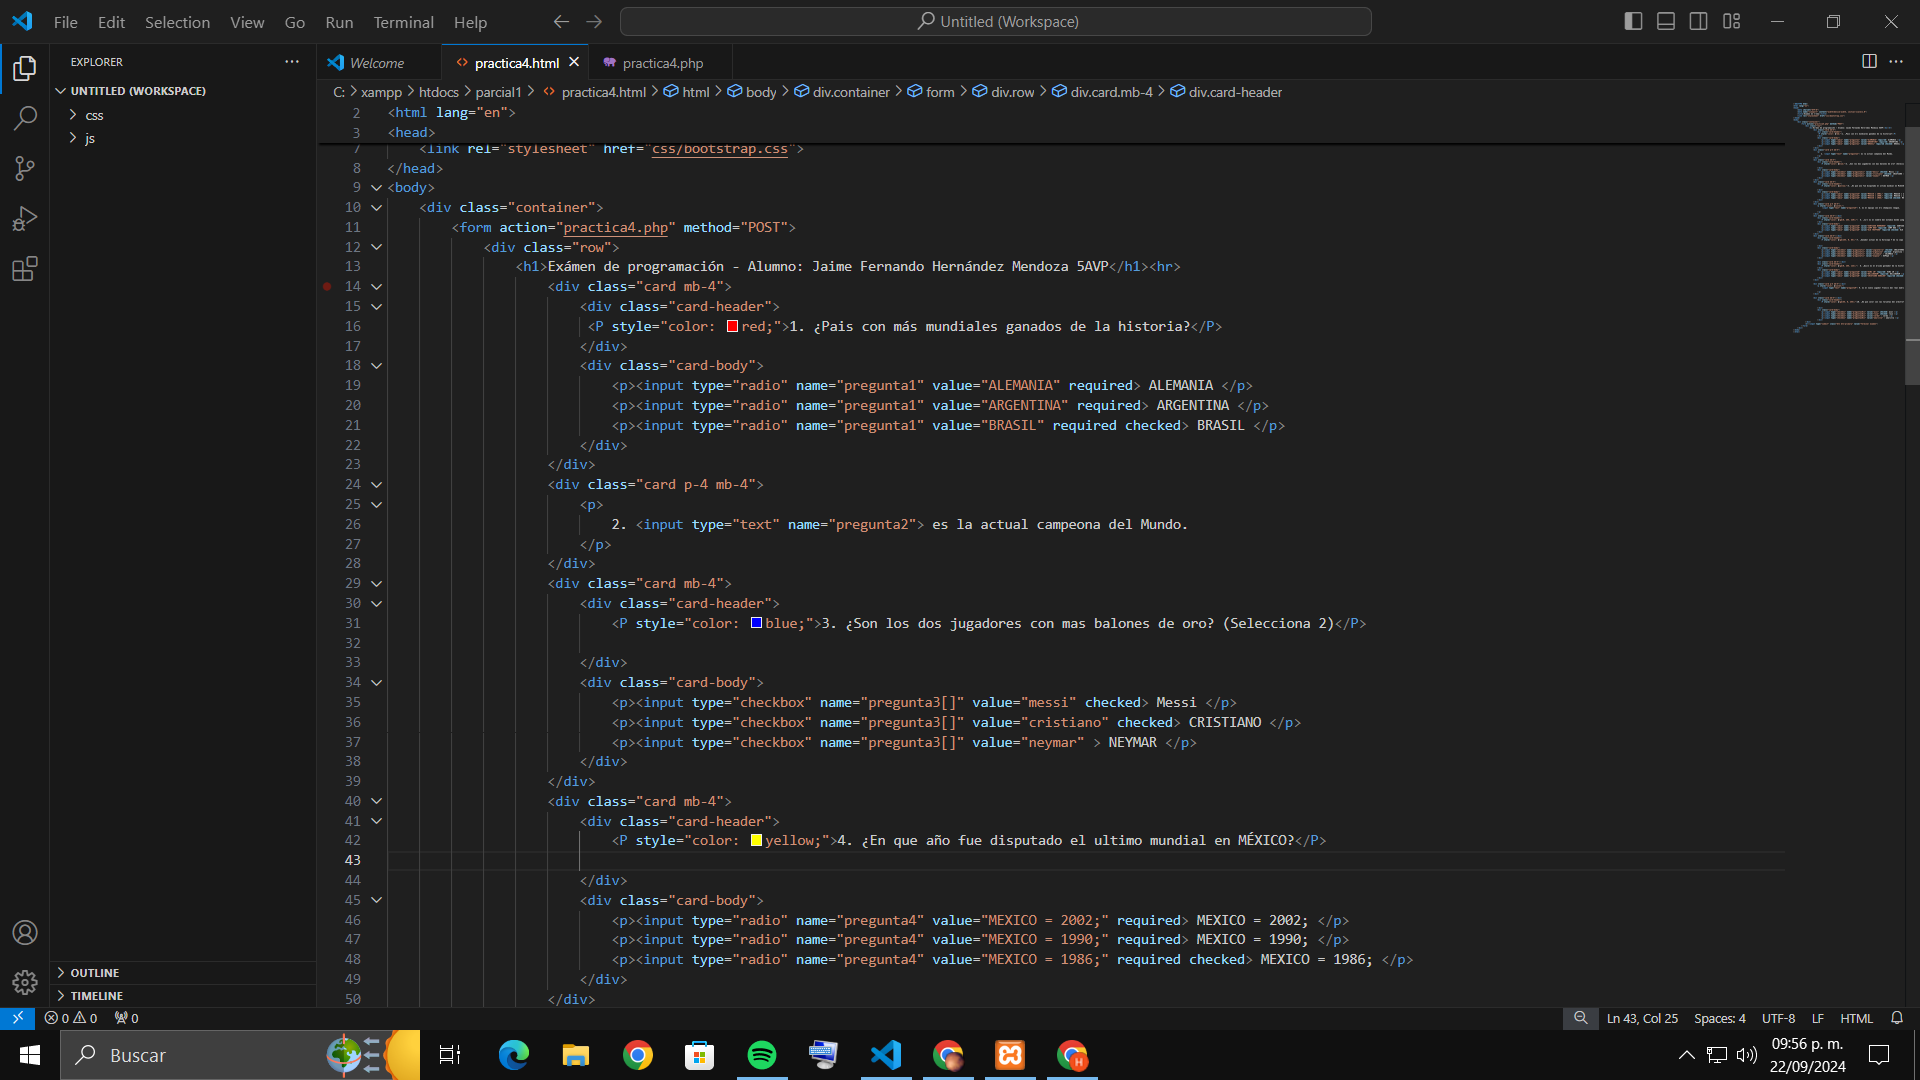 File Edit Selection View Go Run Terminal Help
Untitled (Workspace)
EXPLORER
Welcome
practica4.html
practica4.php
UNTITLED (WORKSPACE)
css
js
C: > xampp > htdocs > parcial1 > practica4.html > html > body > div.container > form > div.row > div.card.mb-4 > div.card-header
2 <html lang="en">
3 <head>
7 <link rel="stylesheet" href="css/bootstrap.css">
8 </head>
9 <body>
10 <div class="container">
11 <form action="practica4.php" method="POST">
12 <div class="row">
13 <h1>Exámen de programación - Alumno: Jaime Fernando Hernández Mendoza 5AVP</h1><hr>
14 <div class="card mb-4">
15 <div class="card-header">
16 <P style="color: red;">1. ¿Pais con más mundiales ganados de la historia?</P>
17 </div>
18 <div class="card-body">
19 <p><input type="radio" name="pregunta1" value="ALEMANIA" required> ALEMANIA </p>
20 <p><input type="radio" name="pregunta1" value="ARGENTINA" required> ARGENTINA </p>
21 <p><input type="radio" name="pregunta1" value="BRASIL" required checked> BRASIL </p>
22 </div>
23 </div>
24 <div class="card p-4 mb-4">
25 <p>
26 2. <input type="text" name="pregunta2"> es la actual campeona del Mundo.
27 </p>
28 </div>
29 <div class="card mb-4">
30 <div class="card-header">
31 <P style="color: blue;">3. ¿Son los dos jugadores con mas balones de oro? (Selecciona 2)</P>
32
33 </div>
34 <div class="card-body">
35 <p><input type="checkbox" name="pregunta3[]" value="messi" checked> Messi </p>
36 <p><input type="checkbox" name="pregunta3[]" value="cristiano" checked> CRISTIANO </p>
37 <p><input type="checkbox" name="pregunta3[]" value="neymar" > NEYMAR </p>
38 </div>
39 </div>
40 <div class="card mb-4">
41 <div class="card-header">
42 <P style="color: yellow;">4. ¿En que año fue disputado el ultimo mundial en MÉXICO?</P>
43
44 </div>
45 <div class="card-body">
46 <p><input type="radio" name="pregunta4" value="MEXICO = 2002;" required> MEXICO = 2002; </p>
47 <p><input type="radio" name="pregunta4" value="MEXICO = 1990;" required> MEXICO = 1990; </p>
48 <p><input type="radio" name="pregunta4" value="MEXICO = 1986;" required checked> MEXICO = 1986; </p>
49 </div>
50 </div>
OUTLINE
TIMELINE
0 0 0
Ln 43, Col 25 Spaces: 4 UTF-8 LF HTML
Buscar
H
09:56 p. m.
22/09/2024